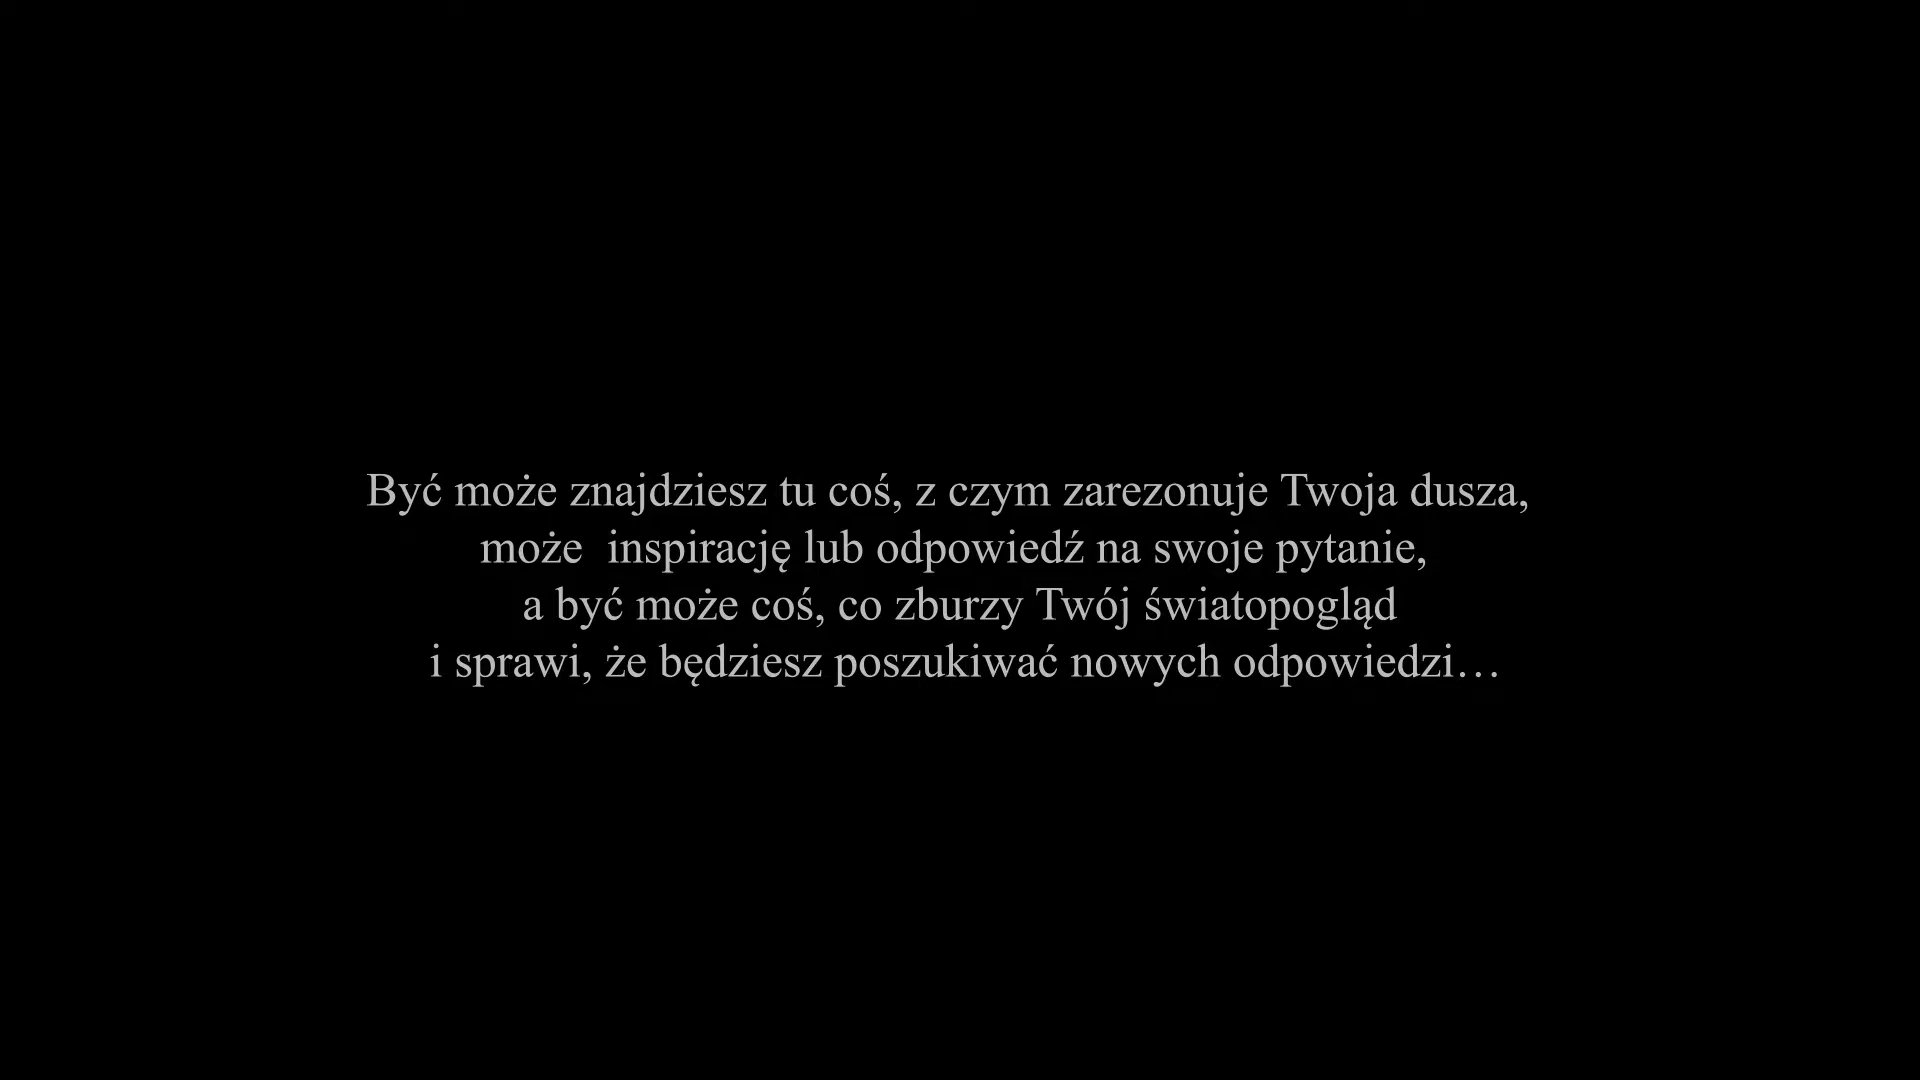 Być może znajdziesz tu coś, z czym zarezonuje Twoja dusza,
może  inspirację lub odpowiedź na swoje pytanie,
a być może coś, co zburzy Twój światopogląd
i sprawi, że będziesz poszukiwać nowych odpowiedzi…